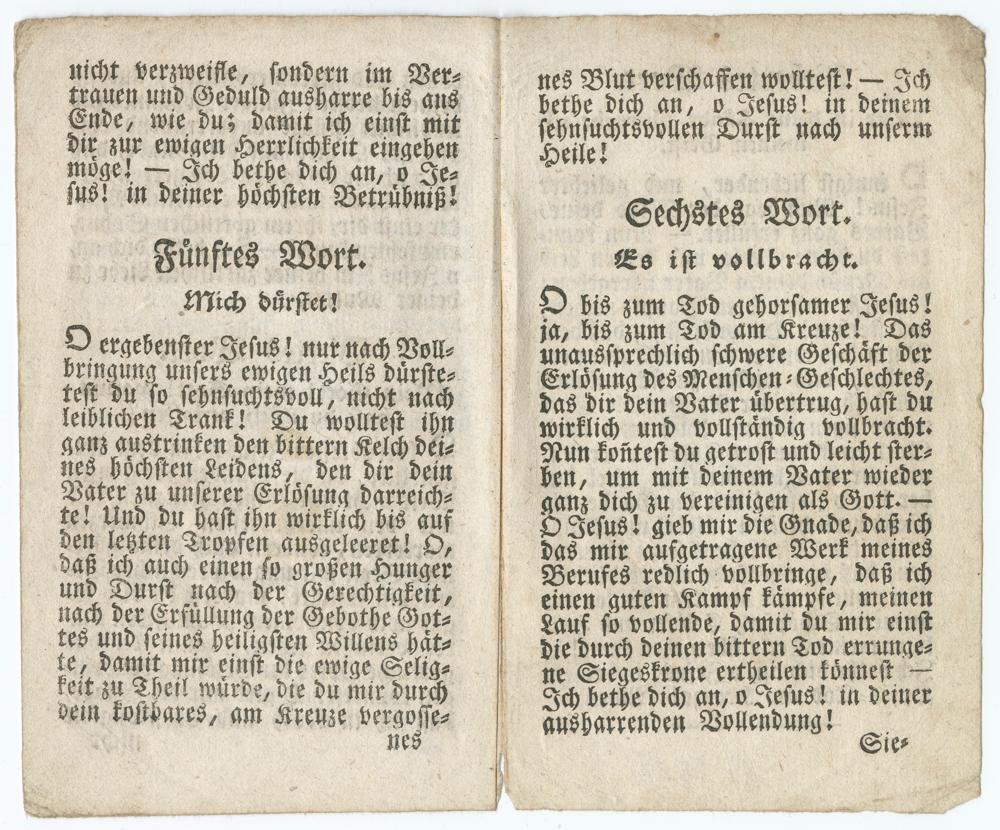 nicht verzweifle, sondern im Ver-
trauen und Geduld ausharre bis ans
Ende, wie du; damit ich einst mit
dir zur ewigen Herrlichkeit eingehen
möge! — Ich bethe dich an, o Je-
sus! in deiner höchsten Betrübniß!
Fünftes Wort.
Mich dürstet!
O ergebenster Jesus! nur nach Voll-
bringung unsers ewigen Heils dürste-
test du so sehnsuchtsvoll, nicht nach
leiblichen Trank! Du wolltest ihn
ganz austrinken den bittern Kelch dei-
nes höchsten Leidens, den dir dein
Vater zu unserer Erlösung darreich-
te! Und du hast ihn wirklich bis auf
den letzten Tropfen ausgeleeret! O,
daß ich auch einen so großen Hunger
und Durst nach der Gerechtigkeit,
nach der Erfüllung der Gebothe Got-
tes und seines heiligsten Willens hät-
te, damit mir einst die ewige Selig-
keit zu Theil würde, die du mir durch
dein kostbares, am Kreuze vergosse-
nes
nes Blut verschaffen wolltest! — Ich
bethe dich an, o Jesus! in deinem
sehnsuchtsvollen Durst nach unserm
Heile!
Sechstes Wort.
Es ist vollbracht.
O bis zum Tod gehorsamer Jesus!
ja, bis zum Tod am Kreuze! Das
unaussprechlich schwere Geschäft der
Erlösung des Menschen-Geschlechtes,
das dir dein Vater übertrug, hast du
wirklich und vollständig vollbracht.
Nun koñtest du getrost und leicht ster-
ben, um mit deinem Vater wieder
ganz dich zu vereinigen als Gott. —
O Jesus! gieb mir die Gnade, daß ich
das mir aufgetragene Werk meines
Berufes redlich vollbringe, daß ich
einen guten Kampf kämpfe, meinen
Lauf so vollende, damit du mir einst
die durch deinen bittern Tod errunge-
ne Siegeskrone ertheilen könnest —
Ich bethe dich an, o Jesus! in deiner
ausharrenden Vollendung!
Sie-